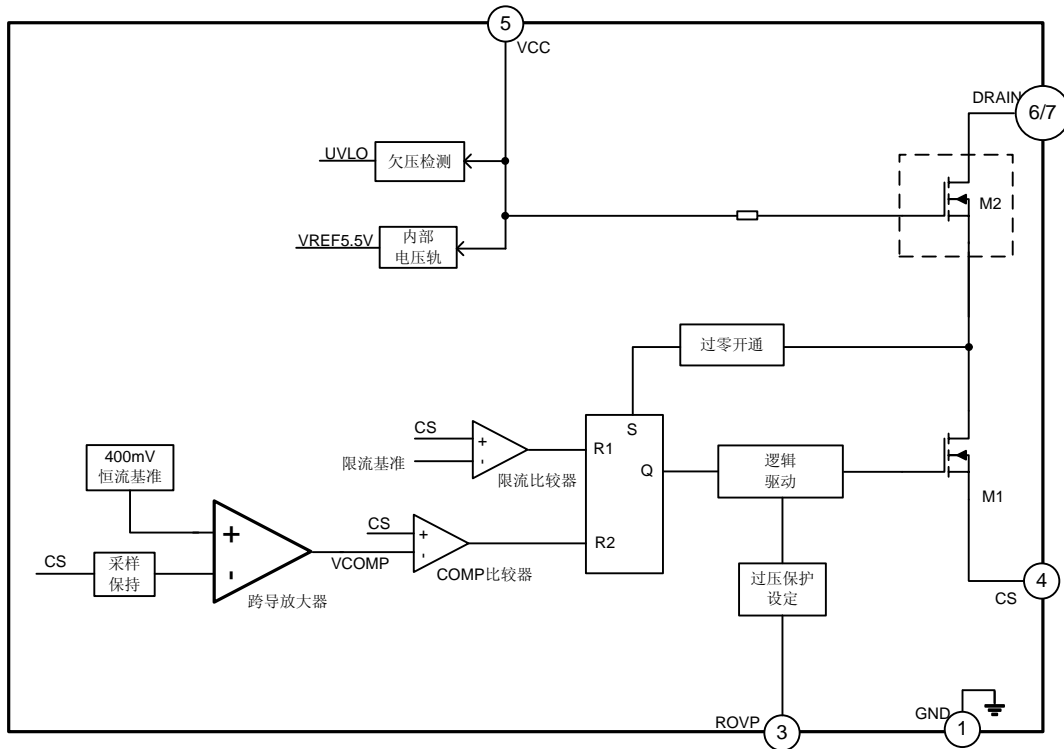 5
VCC
DRAIN
6/7
UVLO
欠压检测
M2
VREF5.5V
内部
电压轨
过零开通
CS
+
-
限流基准
限流比较器
S
R1
Q
R2
逻辑
驱动
M1
400mV
恒流基准
+
-
CS
采样
保持
跨导放大器
VCOMP
CS
+
-
COMP比较器
过压保护
设定
4
CS
ROVP
3
GND
1